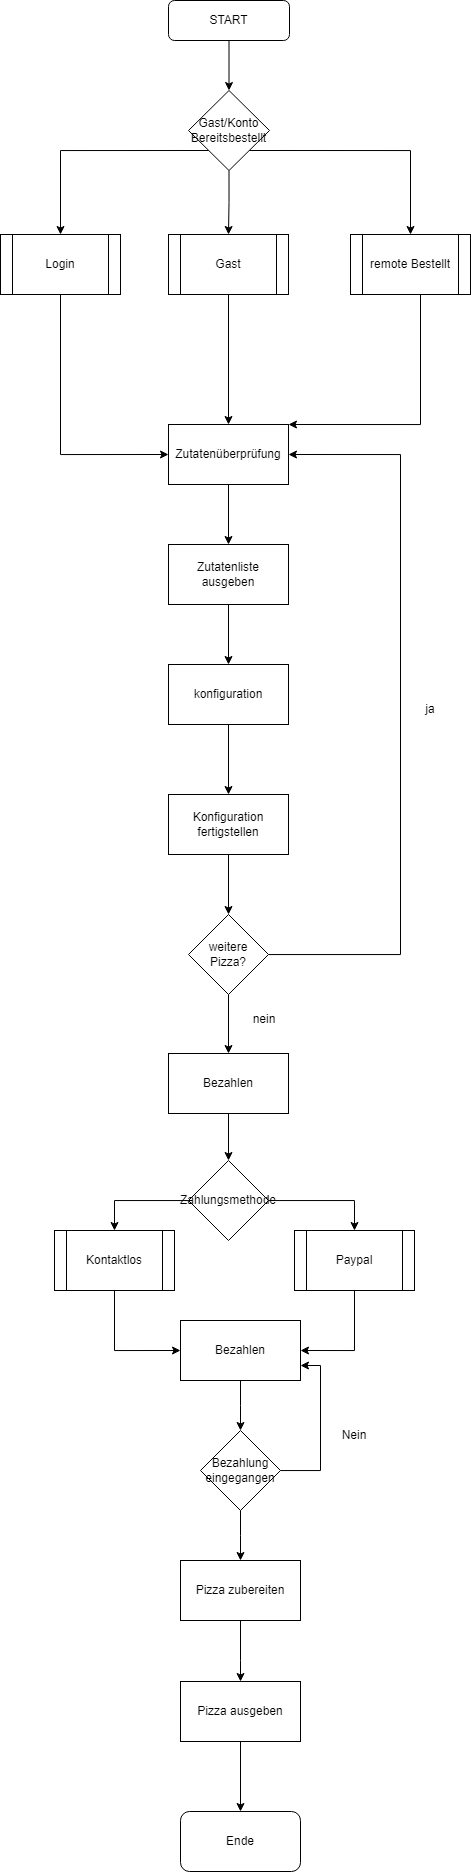 START
Gast/Konto
Bereitsbestellt
Login
Gast
remote Bestellt
Zutatenüberprüfung
Zutatenliste
ausgeben
konfiguration
ja
Konfiguration
fertigstellen
weitere
Pizza?
nein
Bezahlen
Zahlungsmethode
Kontaktlos
Paypal
Bezahlen
Nein
Bezahlung
eingegangen
Pizza zubereiten
Pizza ausgeben
Ende